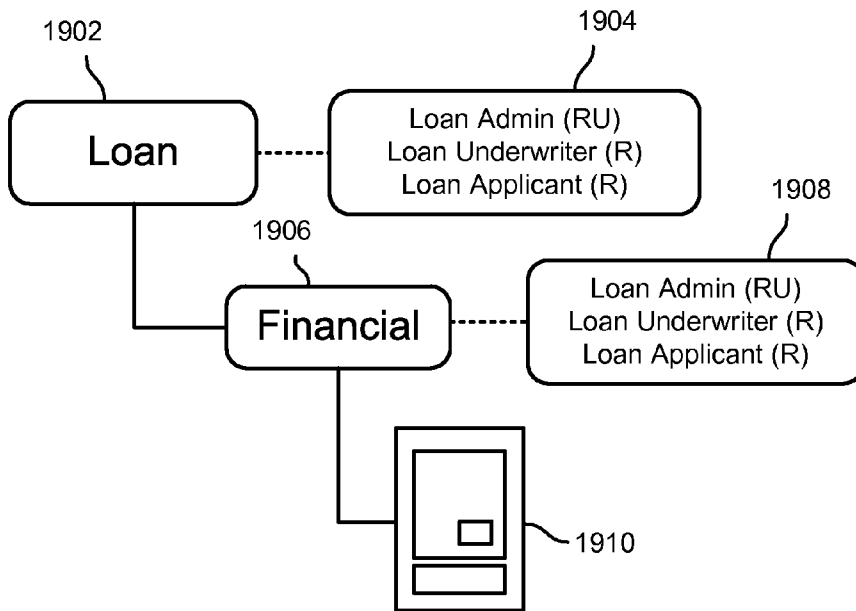 1902
1904
Loan
Loan Admin (RU)
Loan Underwriter (R)
Loan Applicant (R)
1906
1908
Financial
Loan Admin (RU)
Loan Underwriter (R)
Loan Applicant (R)
1910